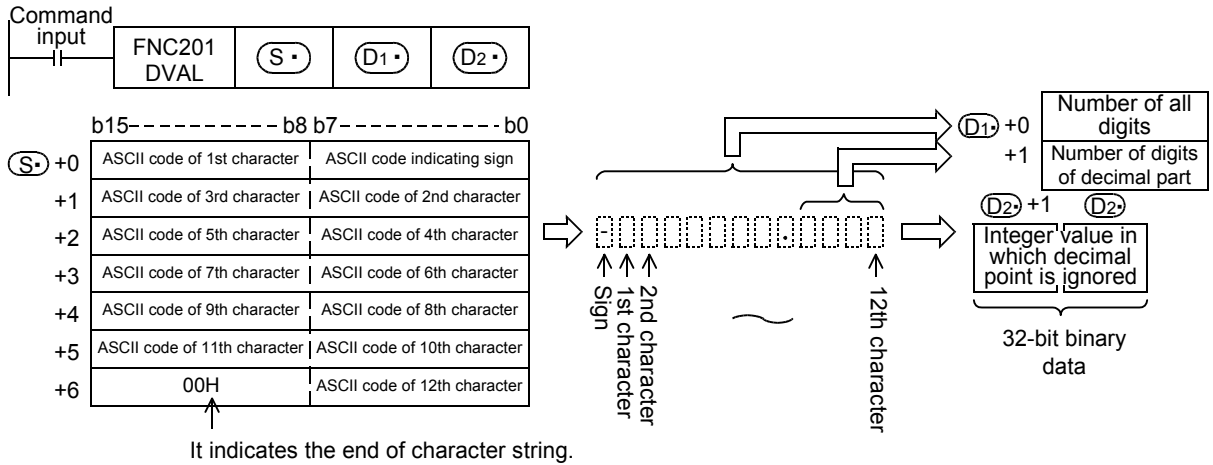 Command
input
FNC201
DVAL
S・
D1・
D2・
b15 b8 b7 b0
S・ +0
ASCII code of 1st character
ASCII code indicating sign
+1
ASCII code of 3rd character
ASCII code of 2nd character
+2
ASCII code of 5th character
ASCII code of 4th character
+3
ASCII code of 7th character
ASCII code of 6th character
+4
ASCII code of 9th character
ASCII code of 8th character
+5
ASCII code of 11th character
ASCII code of 10th character
+6
00H
ASCII code of 12th character
It indicates the end of character string.
- .
Sign
1st character
2nd character
12th character
D1・ +0
Number of all
digits
+1
Number of digits
of decimal part
D2・ +1
D2・
Integer value in
which decimal
point is ignored
32-bit binary
data